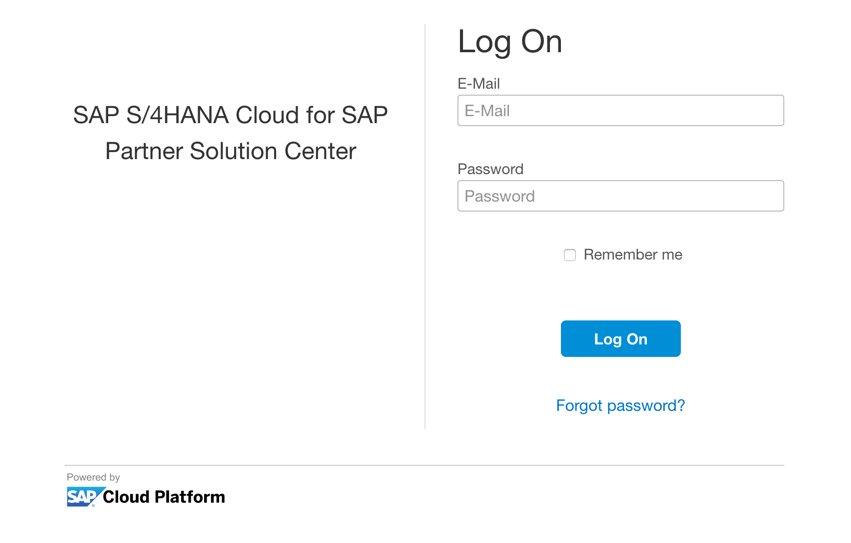 SAP S/4HANA Cloud for SAP
Partner Solution Center
Log On
E-Mail
E-Mail
Password
Password
Remember me
Log On
Forgot password?
Powered by
SAP Cloud Platform